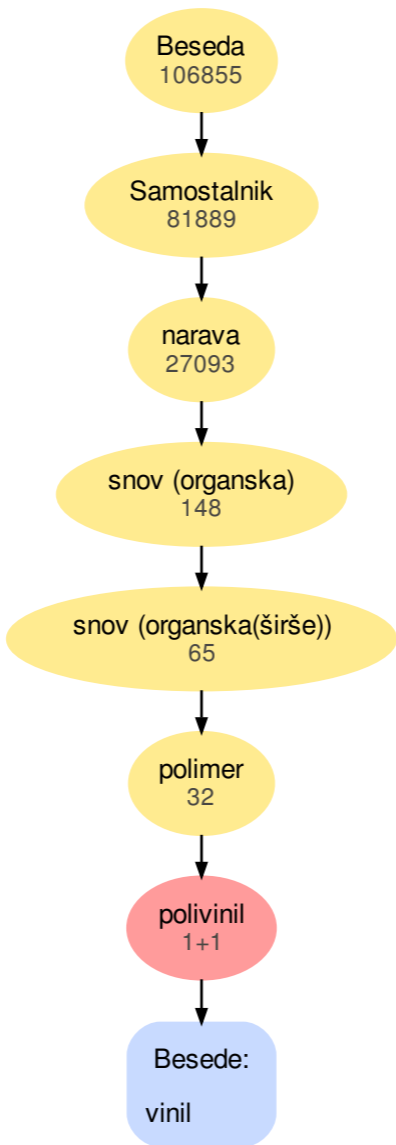 Beseda
106855
Samostalnik
81889
narava
27093
snov (organska)
148
snov (organska(širše))
65
polimer
32
polivinil
1+1
Besede:
vinil